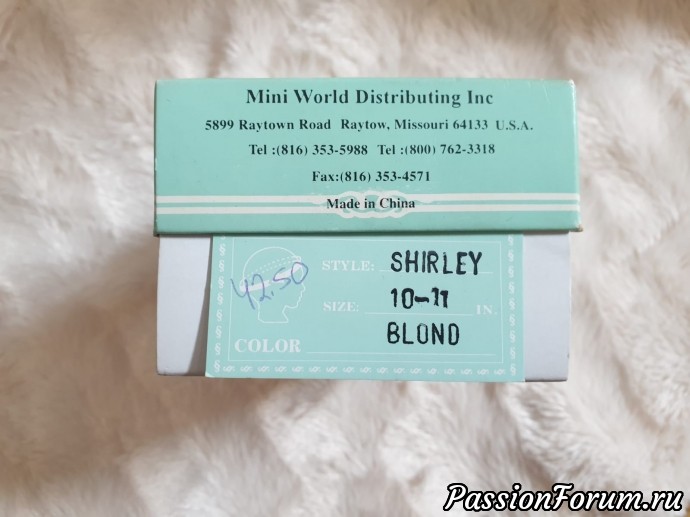 Mini World Distributing Inc
5899 Raytown Road Raytow, Missouri 64133 U.S.A.
Tel :(816) 353-5988 Tel :(800) 762-3318
Fax:(816) 353-4571
Made in China
42.50
STYLE: SHIRLEY
SIZE: 10-11 IN.
COLOR BLOND
PassionForum.ru